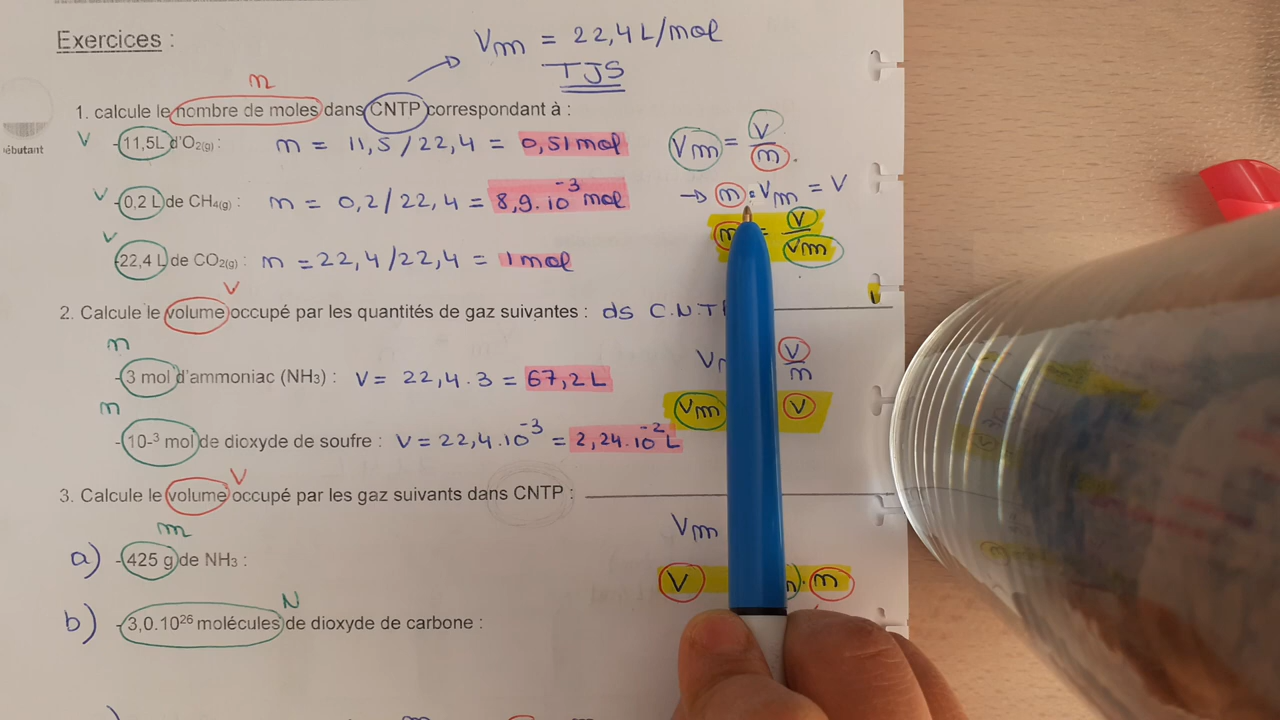 Exercices :
Vm = 22,4 L/mol
TJS
n
1. calcule le nombre de moles dans CNTP correspondant à :
débutant
V -11,5L d'O2(g) : n = 11,5/22,4 = 0,51 mol
Vm = V/n.
V -0,2 L de CH4(g) : n = 0,2/22,4 = 8,9.10⁻³ mol
→ n . Vm = V
V -22,4 L de CO2(g) : n = 22,4/22,4 = 1 mol
n = V/Vm
V
2. Calcule le volume occupé par les quantités de gaz suivantes : ds C.N.T
n
-3 mol d'ammoniac (NH3) : V = 22,4 . 3 = 67,2 L
V/n
n
Vm V
-10-³ mol de dioxyde de soufre : V = 22,4.10⁻³ = 2,24.10⁻² L
V
3. Calcule le volume occupé par les gaz suivants dans CNTP :
m
Vm
a) -425 g de NH3 :
V ). m
N
b) -3,0.10²⁶ molécules de dioxyde de carbone :